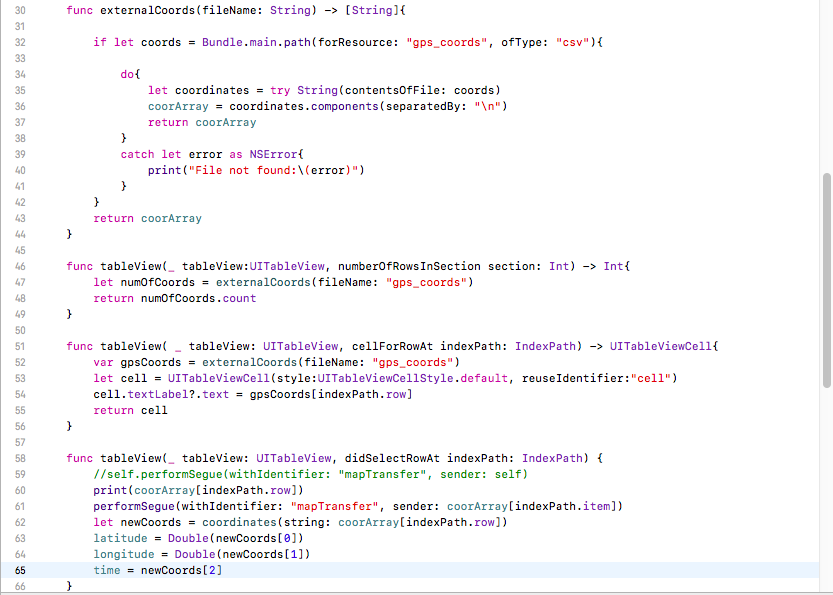 30 func externalCoords(fileName: String) -> [String]{
31
32 if let coords = Bundle.main.path(forResource: "gps_coords", ofType: "csv"){
33
34 do{
35 let coordinates = try String(contentsOfFile: coords)
36 coorArray = coordinates.components(separatedBy: "\n")
37 return coorArray
38 }
39 catch let error as NSError{
40 print("File not found:\(error)")
41 }
42 }
43 return coorArray
44 }
45
46 func tableView(_ tableView:UITableView, numberOfRowsInSection section: Int) -> Int{
47 let numOfCoords = externalCoords(fileName: "gps_coords")
48 return numOfCoords.count
49 }
50
51 func tableView( _ tableView: UITableView, cellForRowAt indexPath: IndexPath) -> UITableViewCell{
52 var gpsCoords = externalCoords(fileName: "gps_coords")
53 let cell = UITableViewCell(style:UITableViewCellStyle.default, reuseIdentifier:"cell")
54 cell.textLabel?.text = gpsCoords[indexPath.row]
55 return cell
56 }
57
58 func tableView(_ tableView: UITableView, didSelectRowAt indexPath: IndexPath) {
59 //self.performSegue(withIdentifier: "mapTransfer", sender: self)
60 print(coorArray[indexPath.row])
61 performSegue(withIdentifier: "mapTransfer", sender: coorArray[indexPath.item])
62 let newCoords = coordinates(string: coorArray[indexPath.row])
63 latitude = Double(newCoords[0])
64 longitude = Double(newCoords[1])
65 time = newCoords[2]
66 }